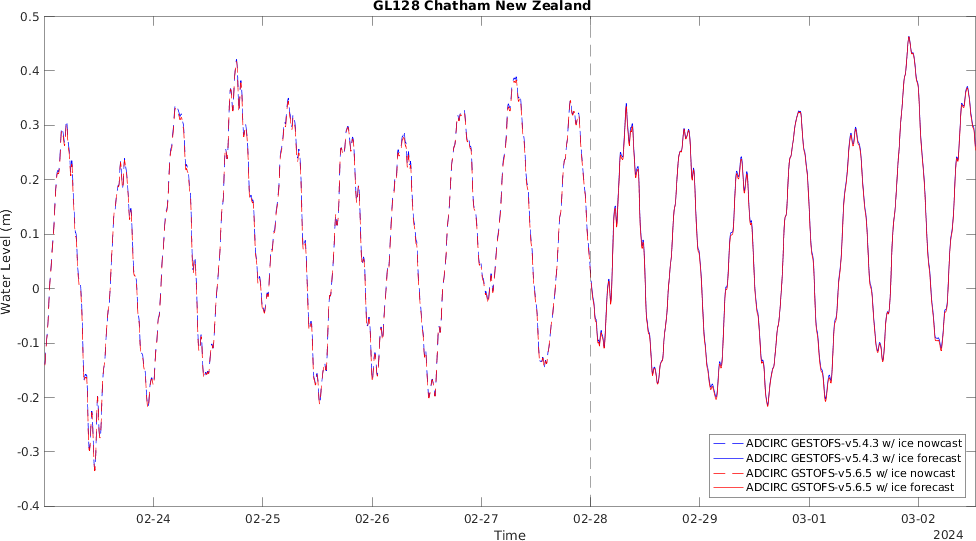 GL128 Chatham New Zealand
0.5
0.4
0.3
0.2
0.1
0
-0.1
-0.2
-0.3
-0.4
Water Level (m)
02-24
02-25
02-26
02-27
02-28
02-29
03-01
03-02
Time
2024
ADCIRC GESTOFS-v5.4.3 w/ ice nowcast
ADCIRC GESTOFS-v5.4.3 w/ ice forecast
ADCIRC GSTOFS-v5.6.5 w/ ice nowcast
ADCIRC GSTOFS-v5.6.5 w/ ice forecast